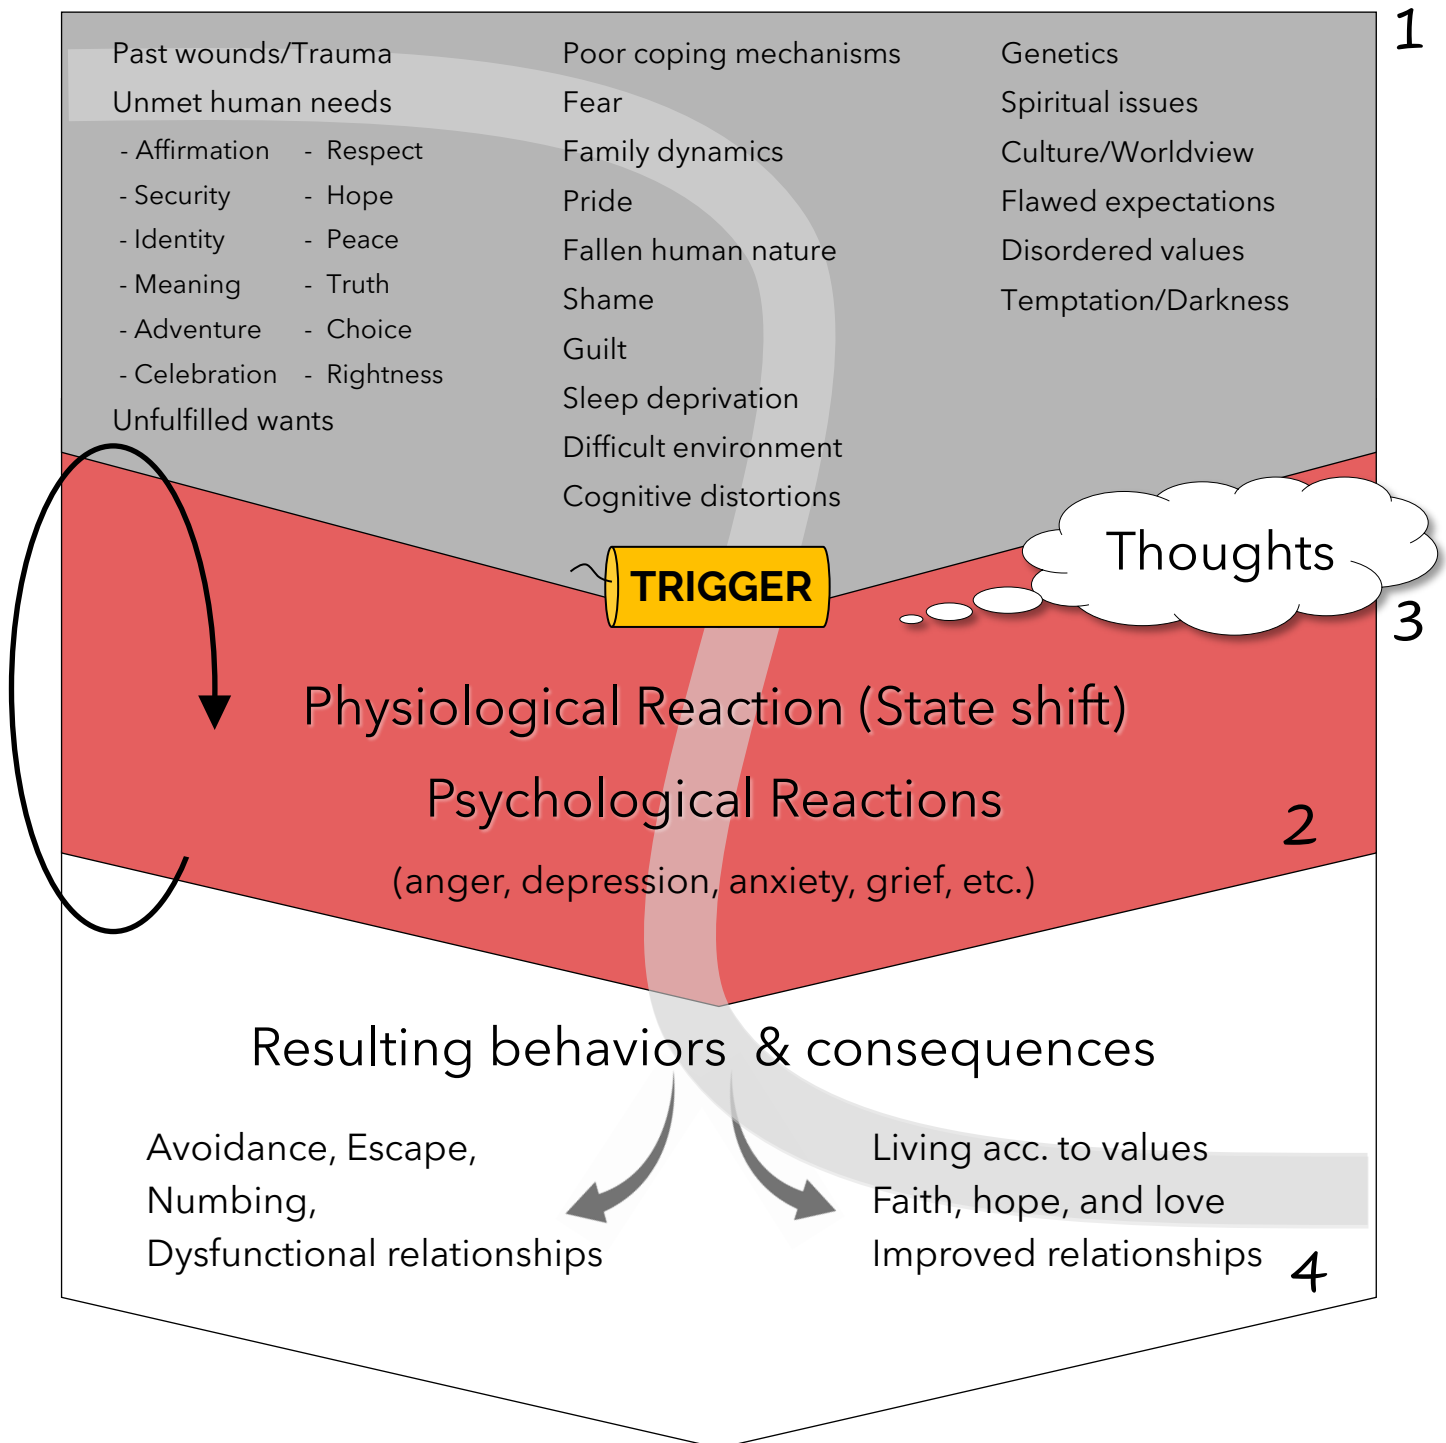 1
Past wounds/Trauma
Unmet human needs
- Affirmation - Respect
- Security - Hope
- Identity - Peace
- Meaning - Truth
- Adventure - Choice
- Celebration - Rightness
Unfulfilled wants
Poor coping mechanisms
Fear
Family dynamics
Pride
Fallen human nature
Shame
Guilt
Sleep deprivation
Difficult environment
Cognitive distortions
Genetics
Spiritual issues
Culture/Worldview
Flawed expectations
Disordered values
Temptation/Darkness
TRIGGER
Thoughts
3
Physiological Reaction (State shift)
Psychological Reactions
2
(anger, depression, anxiety, grief, etc.)
Resulting behaviors & consequences
Avoidance, Escape,
Numbing,
Dysfunctional relationships
Living acc. to values
Faith, hope, and love
Improved relationships
4